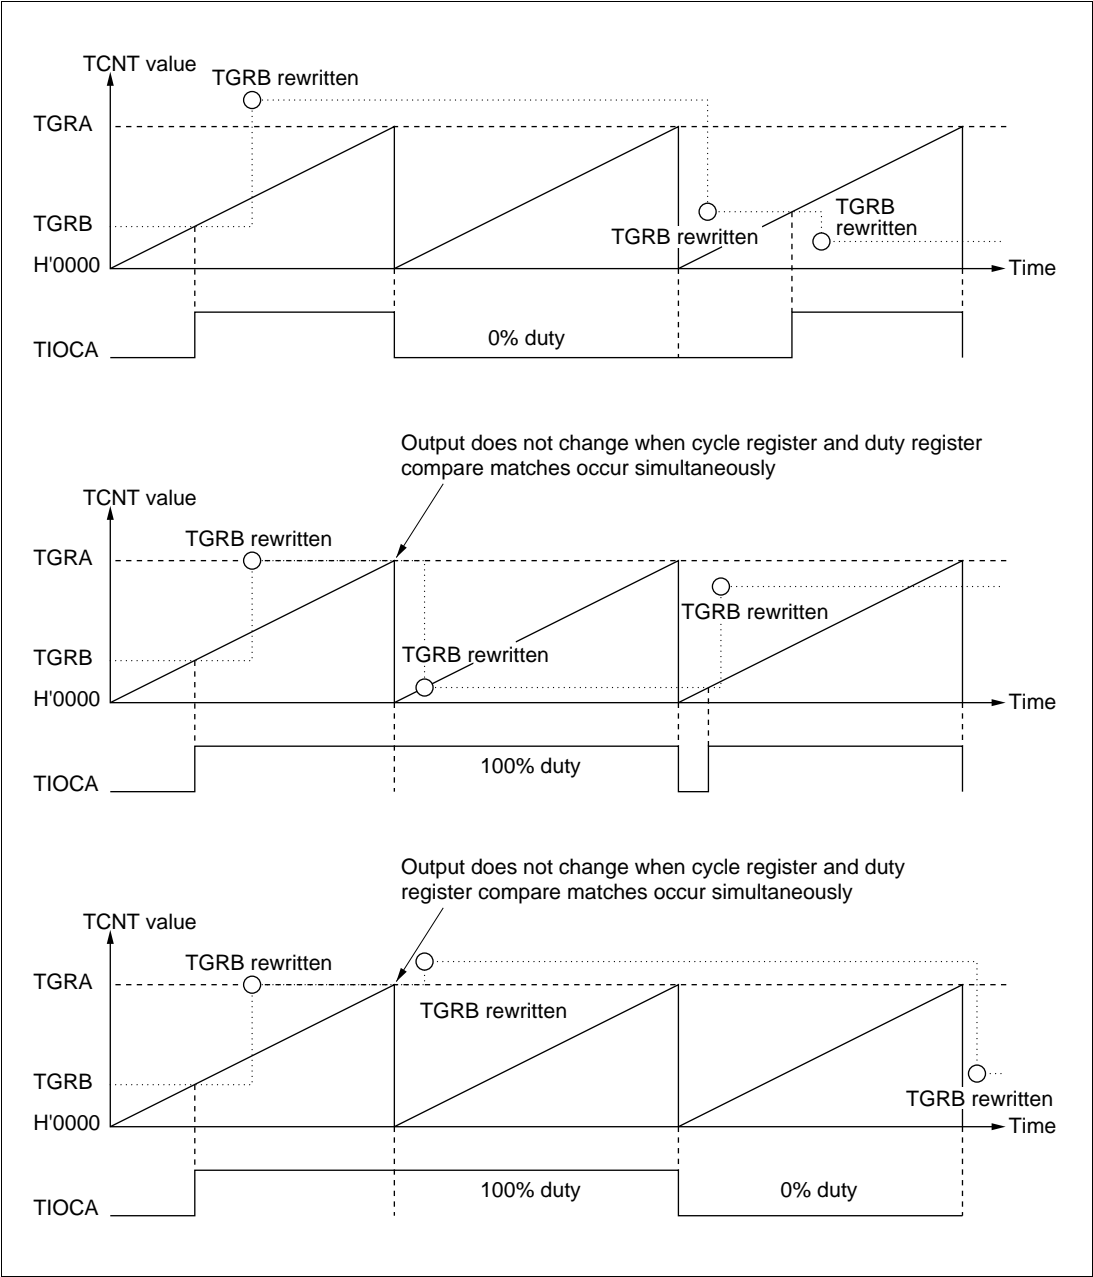 TCNT value
TGRB rewritten
TGRA
TGRB
TGRB
rewritten
TGRB rewritten
H'0000
Time
0% duty
TIOCA
Output does not change when cycle register and duty register
compare matches occur simultaneously
TCNT value
TGRB rewritten
TGRA
TGRB rewritten
TGRB
TGRB rewritten
H'0000
Time
100% duty
TIOCA
Output does not change when cycle register and duty
register compare matches occur simultaneously
TCNT value
TGRB rewritten
TGRA
TGRB rewritten
TGRB
TGRB rewritten
H'0000
Time
100% duty
0% duty
TIOCA